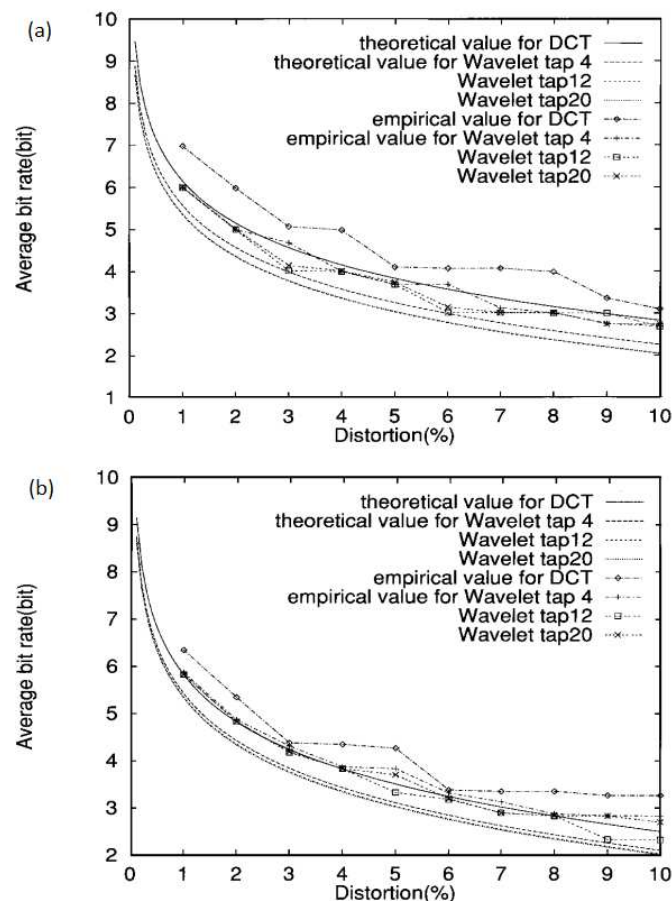 (a)
theoretical value for DCT
theoretical value for Wavelet tap 4
Wavelet tap12
Wavelet tap20
empirical value for DCT
empirical value for Wavelet tap 4
Wavelet tap12
Wavelet tap20
10
9
8
7
6
5
4
3
2
1
Average bit rate(bit)
0 1 2 3 4 5 6 7 8 9 10
Distortion(%)
(b)
theoretical value for DCT
theoretical value for Wavelet tap 4
Wavelet tap12
Wavelet tap20
empirical value for DCT
empirical value for Wavelet tap 4
Wavelet tap12
Wavelet tap20
10
9
8
7
6
5
4
3
2
Average bit rate(bit)
0 1 2 3 4 5 6 7 8 9 10
Distortion(%)